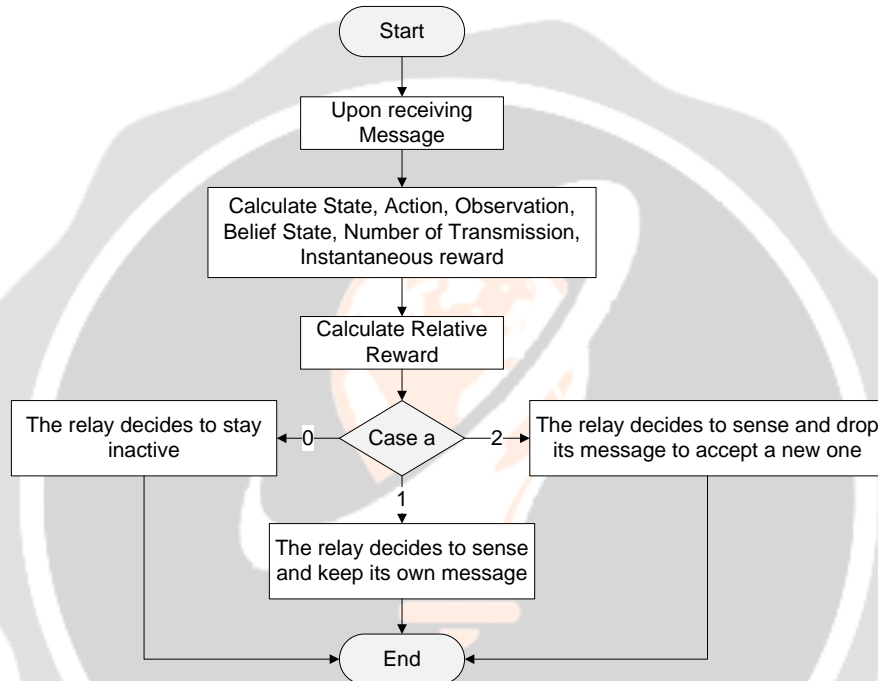 Start
Upon receiving
Message
Calculate State, Action, Observation,
Belief State, Number of Transmission,
Instantaneous reward
Calculate Relative
Reward
The relay decides to stay
inactive
0
Case a
2
The relay decides to sense and drop
its message to accept a new one
1
The relay decides to sense
and keep its own message
End